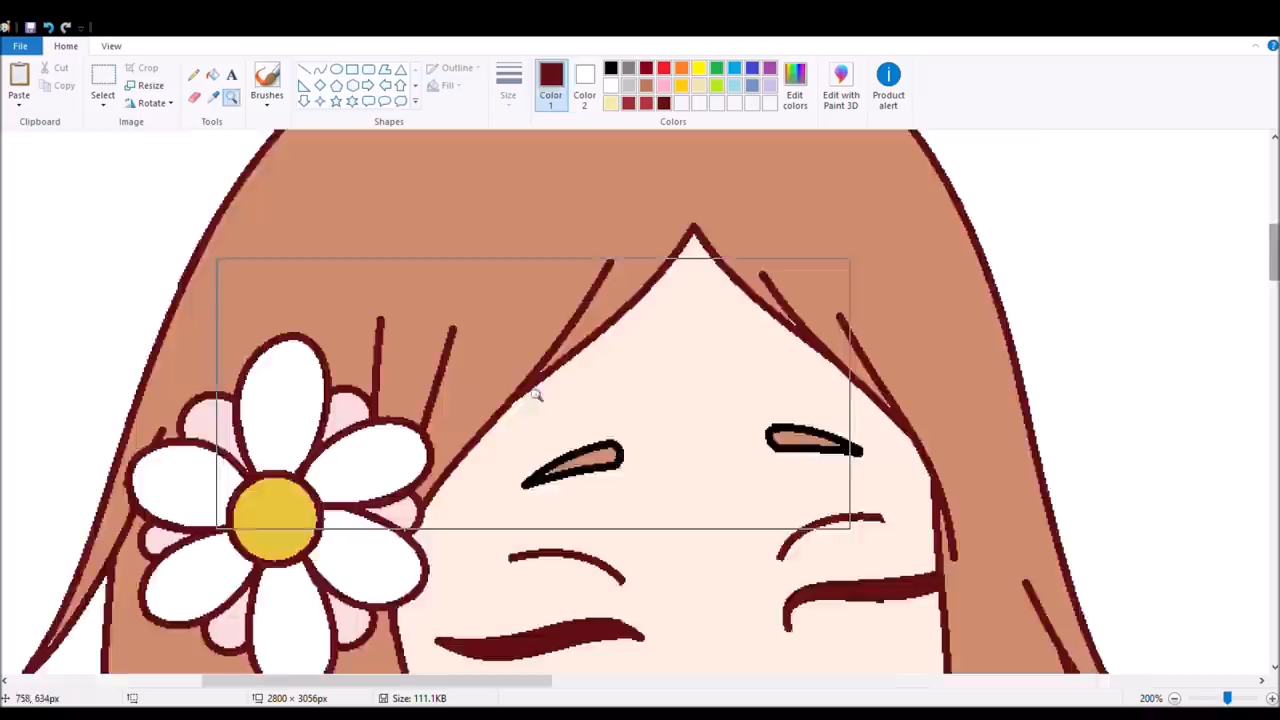 File Home View
Paste Cut Copy Select Crop Resize Rotate A Brushes Outline Fill Size Color 1 Color 2 Edit colors Edit with Paint 3D Product alert
Clipboard Image Tools Shapes Colors
758, 634px 2800 × 3056px Size: 111.1KB 200%